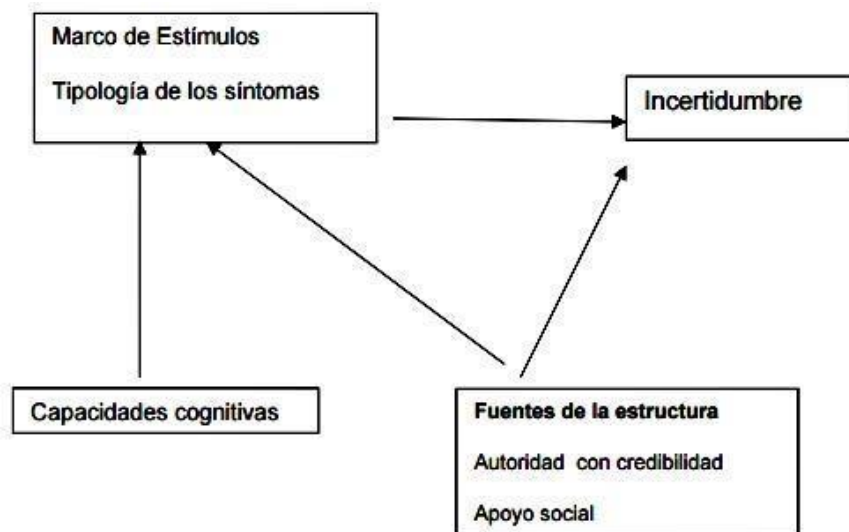 Marco de Estímulos
Tipología de los síntomas
Incertidumbre
Capacidades cognitivas
Fuentes de la estructura
Autoridad con credibilidad
Apoyo social